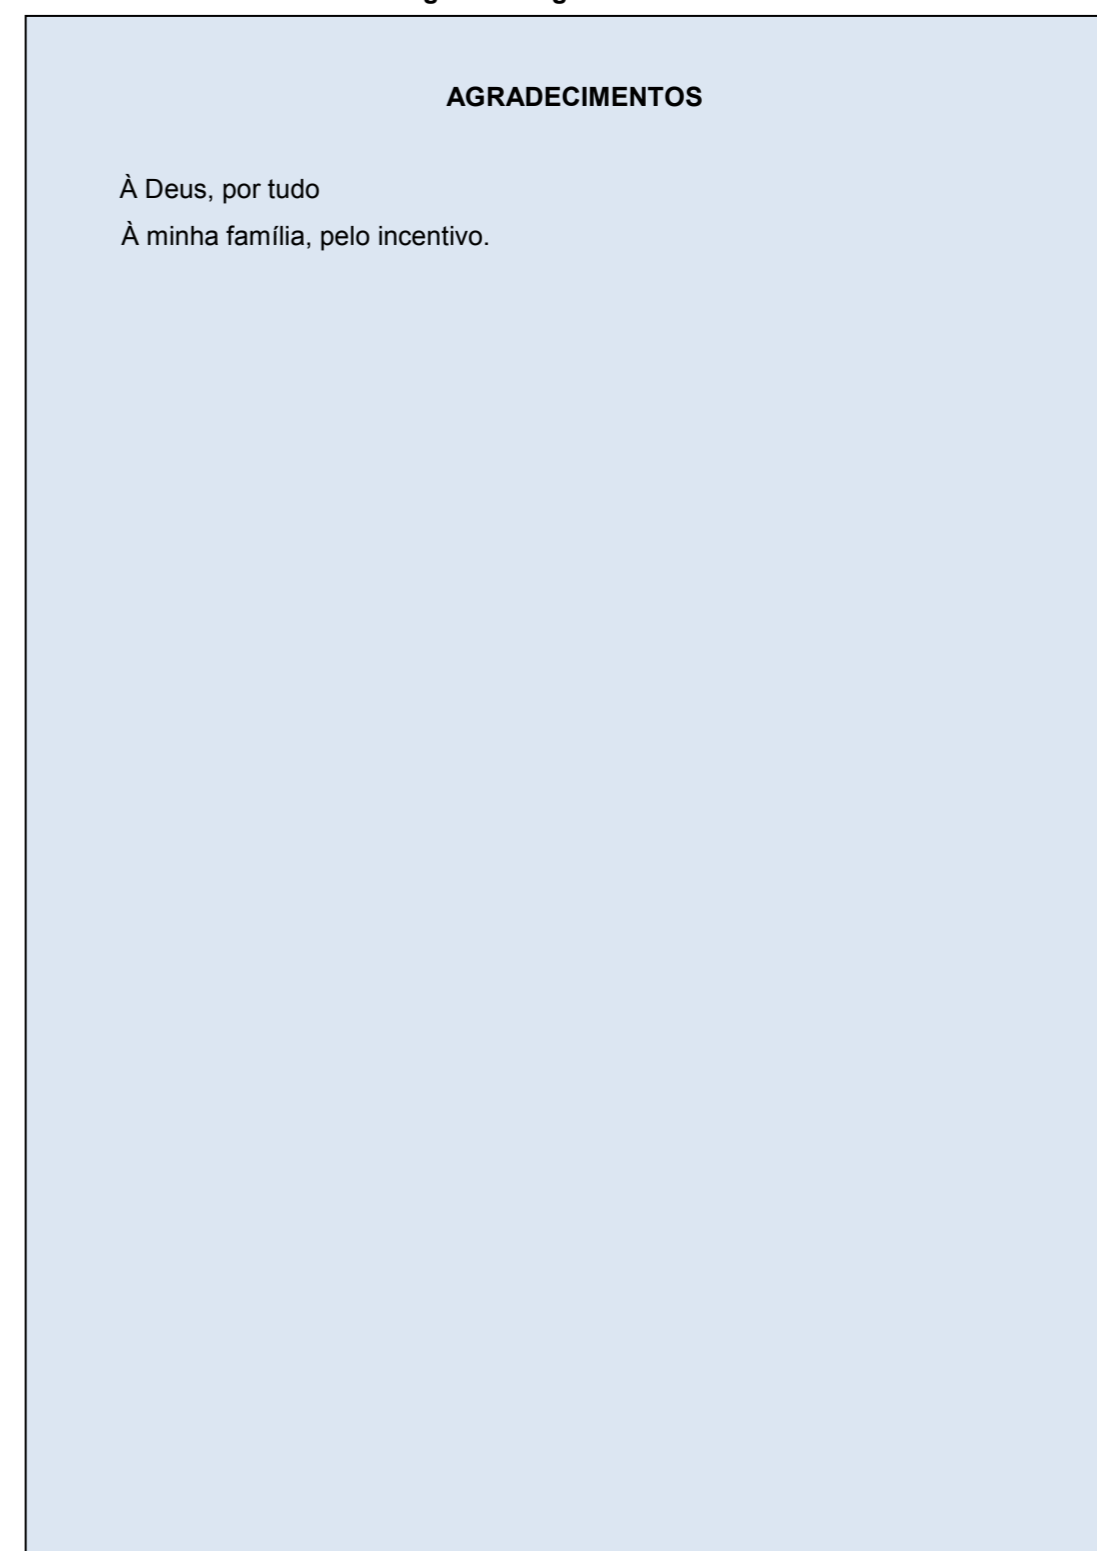 AGRADECIMENTOS
À Deus, por tudo
À minha família, pelo incentivo.